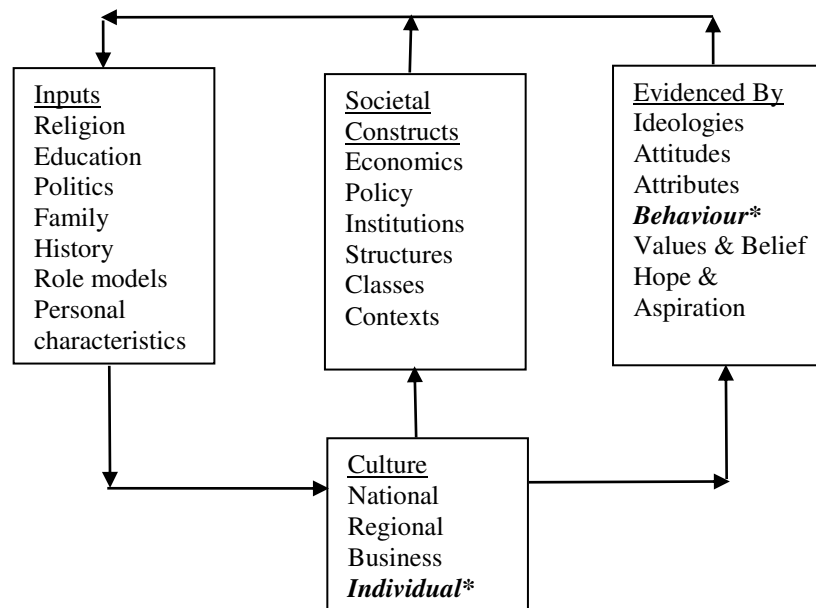 Inputs
Religion
Education
Politics
Family
History
Role models
Personal
characteristics
Societal
Constructs
Economics
Policy
Institutions
Structures
Classes
Contexts
Evidenced By
Ideologies
Attitudes
Attributes
Behaviour*
Values & Belief
Hope &
Aspiration
Culture
National
Regional
Business
Individual*